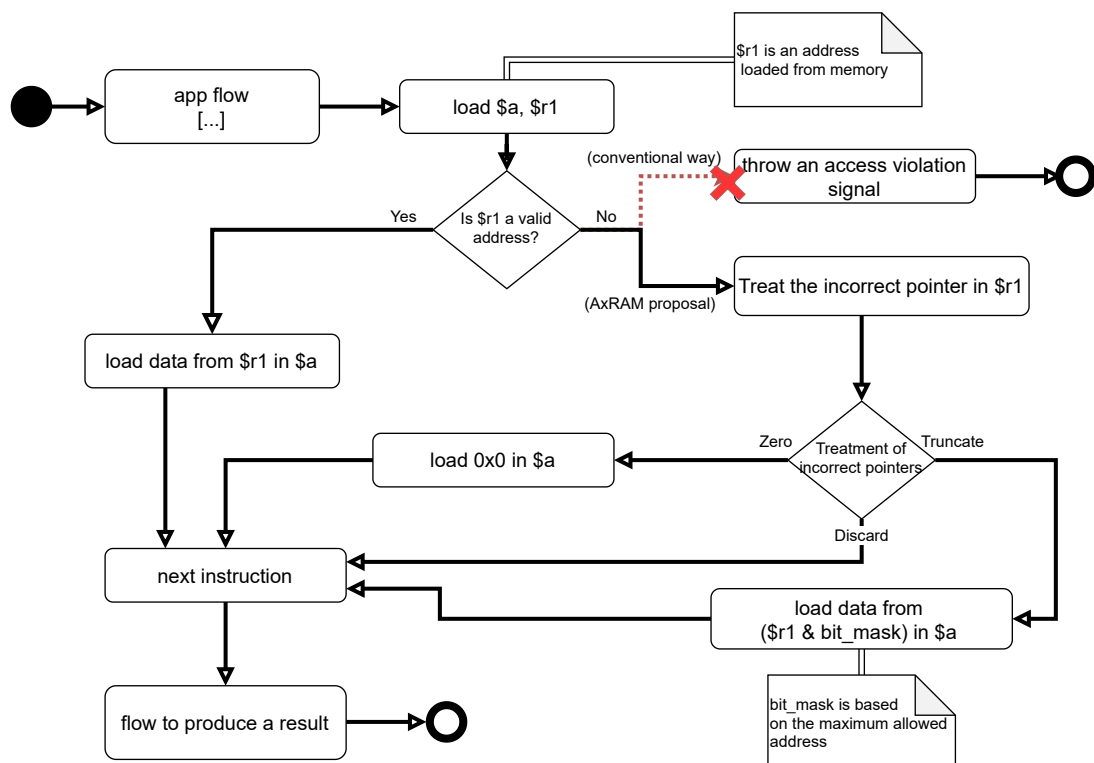 $r1 is an address
loaded from memory
app flow
[...]
load $a, $r1
(conventional way)
throw an access violation
signal
Yes
Is $r1 a valid
address?
No
(AxRAM proposal)
Treat the incorrect pointer in $r1
load data from $r1 in $a
Zero
Treatment of
incorrect pointers
Truncate
load 0x0 in $a
Discard
next instruction
load data from
($r1 & bit_mask) in $a
flow to produce a result
bit_mask is based
on the maximum allowed
address